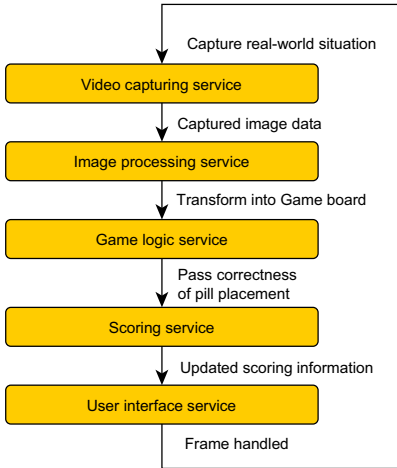 Capture real-world situation
Video capturing service
Captured image data
Image processing service
Transform into Game board
Game logic service
Pass correctness
of pill placement
Scoring service
Updated scoring information
User interface service
Frame handled